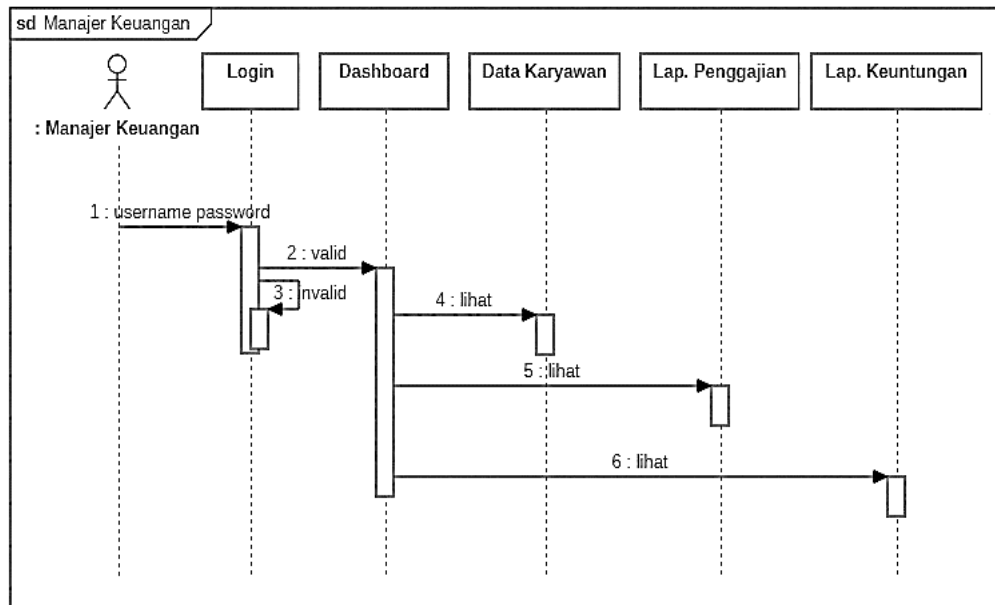 sd Manajer Keuangan
Login
Dashboard
Data Karyawan
Lap. Penggajian
Lap. Keuntungan
: Manajer Keuangan
1 : username password
2 : valid
3 : invalid
4 : lihat
5 : lihat
6 : lihat